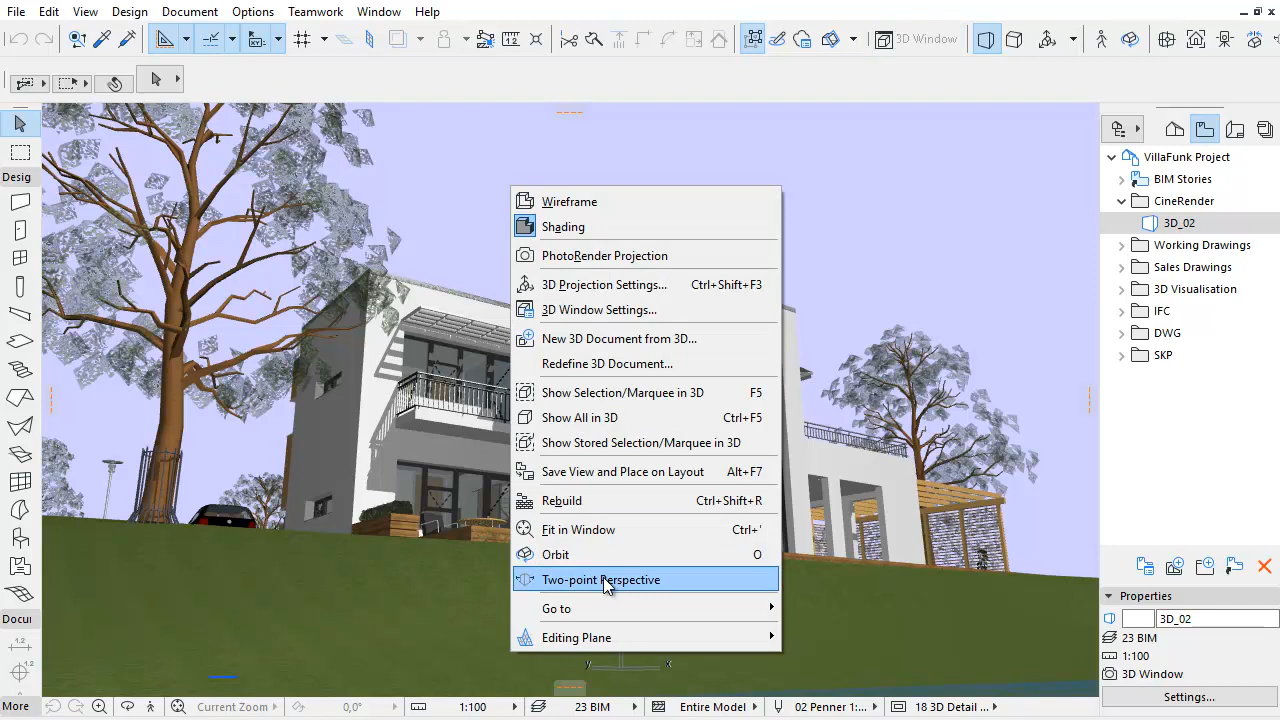 File Edit View Design Document Options Teamwork Window Help
3D Window
Desig
VillaFunk Project
BIM Stories
CineRender
3D_02
Working Drawings
Sales Drawings
3D Visualisation
IFC
DWG
SKP
Wireframe
Shading
PhotoRender Projection
3D Projection Settings... Ctrl+Shift+F3
3D Window Settings...
New 3D Document from 3D...
Redefine 3D Document...
Show Selection/Marquee in 3D F5
Show All in 3D Ctrl+F5
Show Stored Selection/Marquee in 3D
Save View and Place on Layout Alt+F7
Rebuild Ctrl+Shift+R
Fit in Window Ctrl+'
Orbit O
Two-point Perspective
Go to
Editing Plane
y x
Docui
1.2
1.2
More
Properties
3D_02
23 BIM
1:100
3D Window
Settings...
Current Zoom 0,0° 1:100 23 BIM Entire Model 02 Penner 1:... 18 3D Detail ...